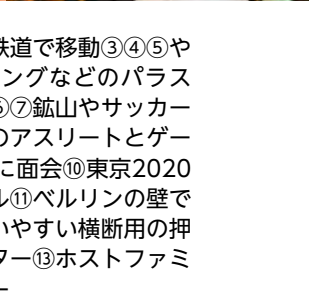 鉄道で移動③④⑤や
ングなどのパラス
⑥⑦鉱山やサッカー
のアスリートとゲー
に面会⑩東京2020
ル⑪ベルリンの壁で
いやすい横断用の押
ター⑬ホストファミ
ー